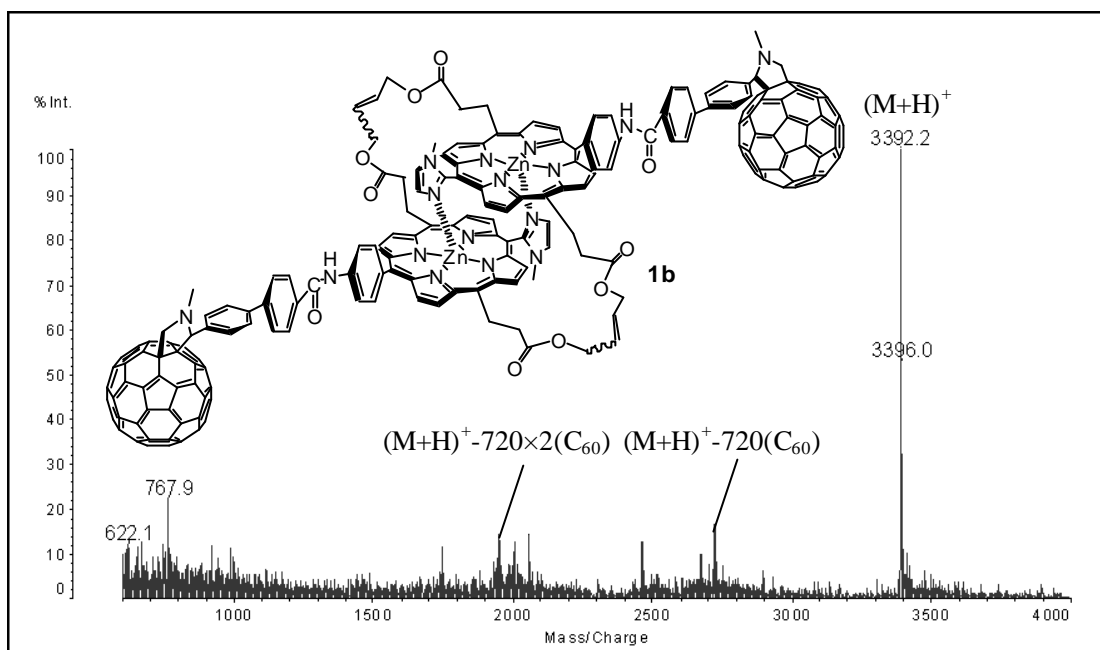 % Int.
(M+H)+
3392.2
3396.0
1b
(M+H)+-720×2(C60)
(M+H)+-720(C60)
767.9
622.1
100
90
80
70
60
50
40
30
20
10
0
1000
1500
2000
2500
3000
3500
4000
Mass/Charge
N
O
O
H
N
C
O
O
O
N
N
Zn
N
N
N
N
N
N
N
N
Zn
N
N
N
N
N
H
N
C
O
O
O
O
O
N